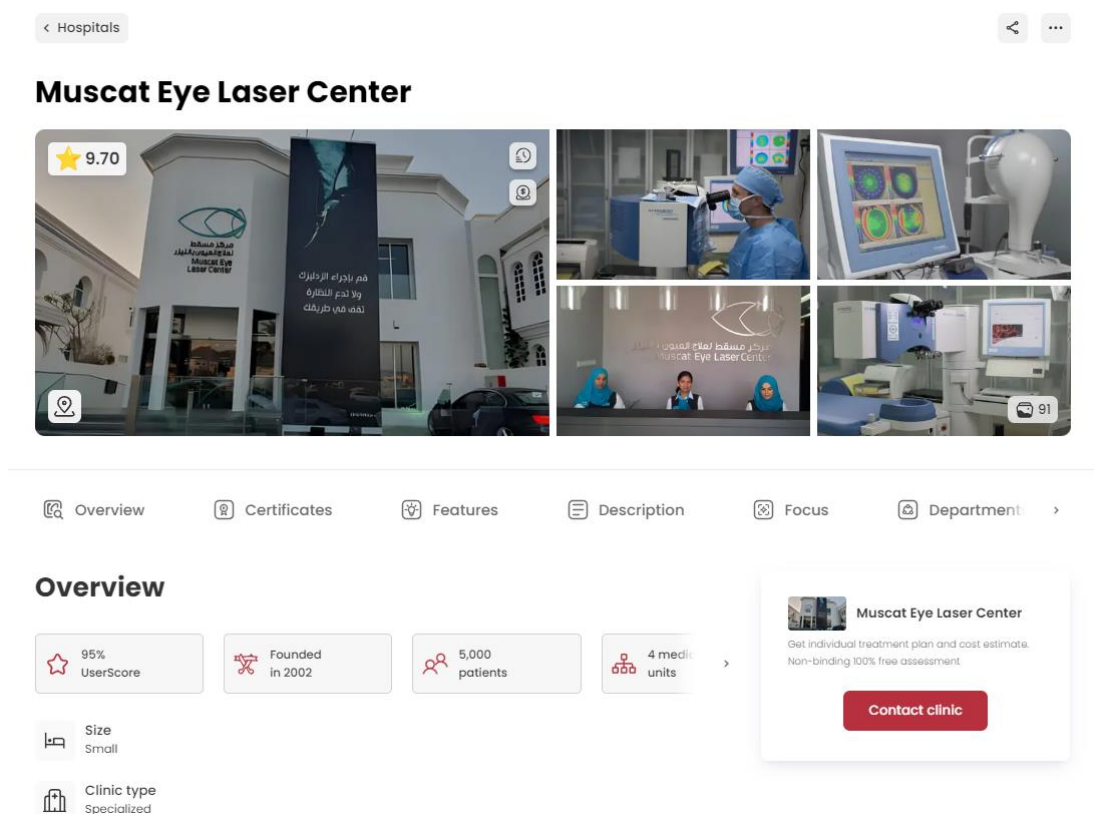 Hospitals
Muscat Eye Laser Center
9.70
مركز مسقط
لعلاج العيون بالليزر
Muscat Eye
Laser Center
قم بإجراء الإجراء
ولا تدع النظارة
تقف في طريقك
مركز مسقط لعلاج العيون بالليزر
Muscat Eye Laser Center
91
Overview
Certificates
Features
Description
Focus
Department
Overview
95%
UserScore
Founded
in 2002
5,000
patients
4 medic
units
Muscat Eye Laser Center
Get individual treatment plan and cost estimate.
Non-binding 100% free assessment
Contact clinic
Size
Small
Clinic type
Specialized